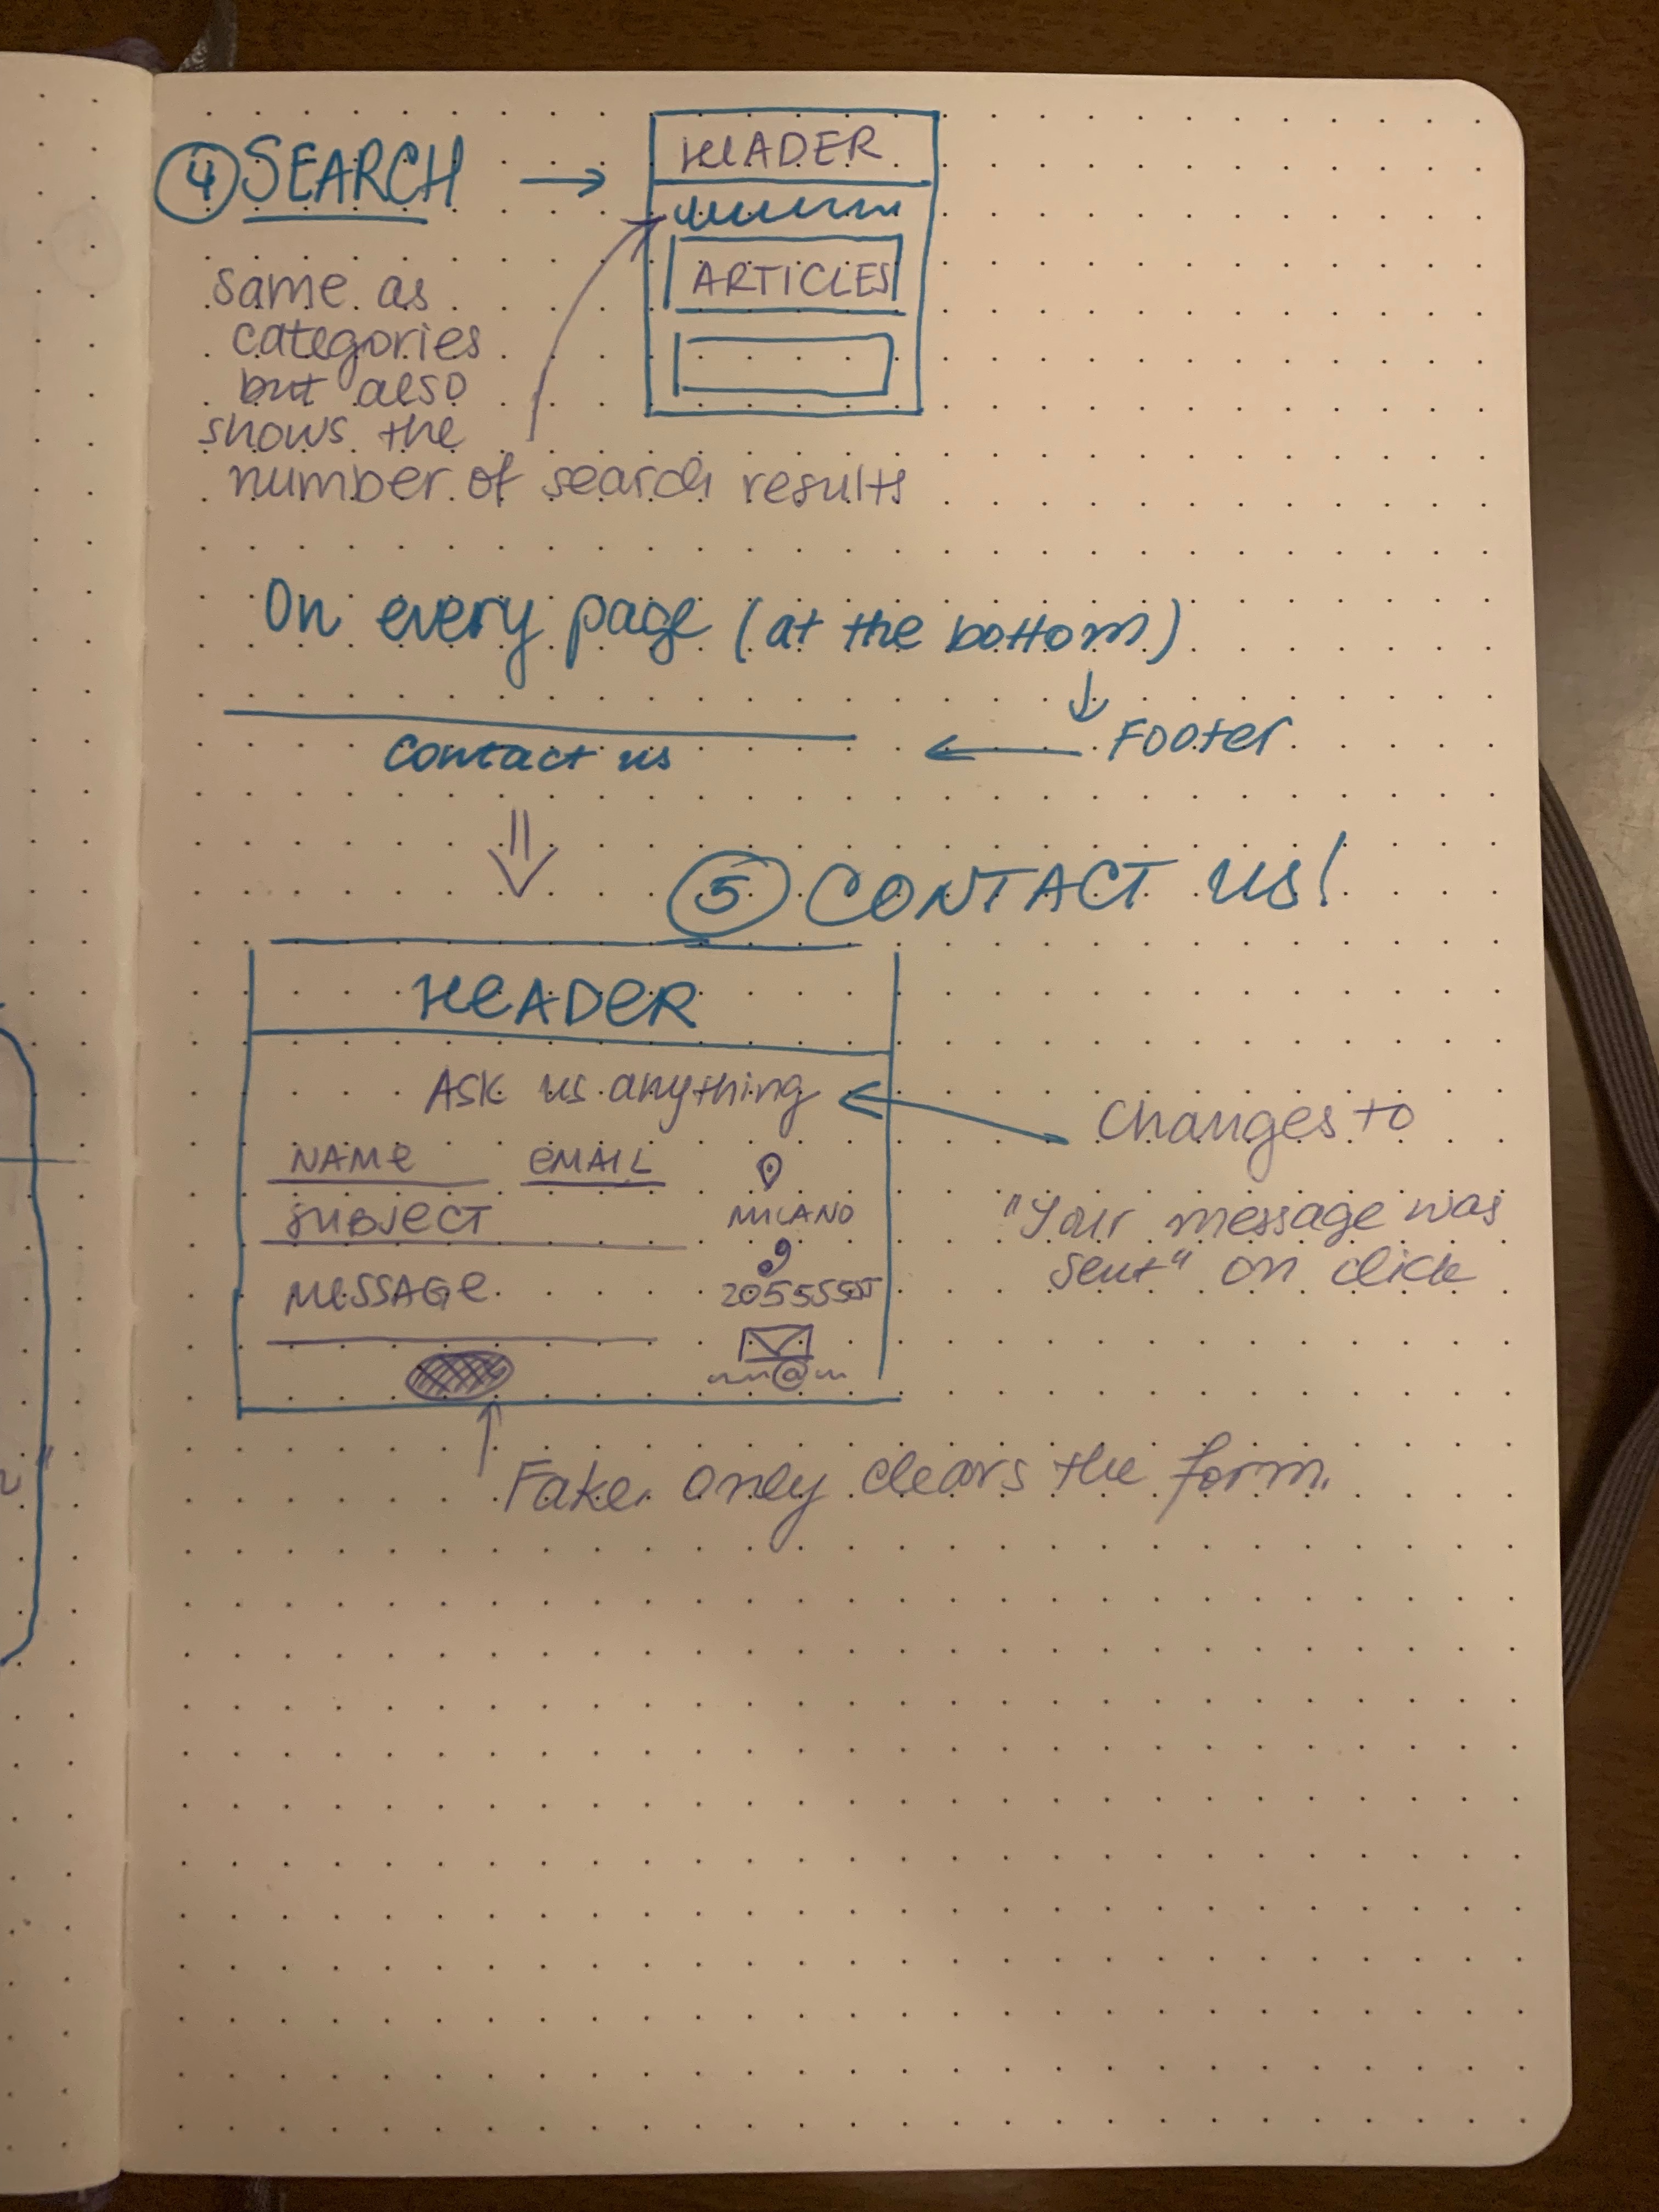 4 SEARCH
HEADER
ARTICLES
same as
categories
but also
shows the
number of search results
On every page (at the bottom)
Footer
Contact us
5 CONTACT US!
HEADER
Ask us anything
NAME EMAIL
SUBJECT
MESSAGE
MILANO
@
Changes to
"Your message was
sent" on click
Fake. only clears the form.